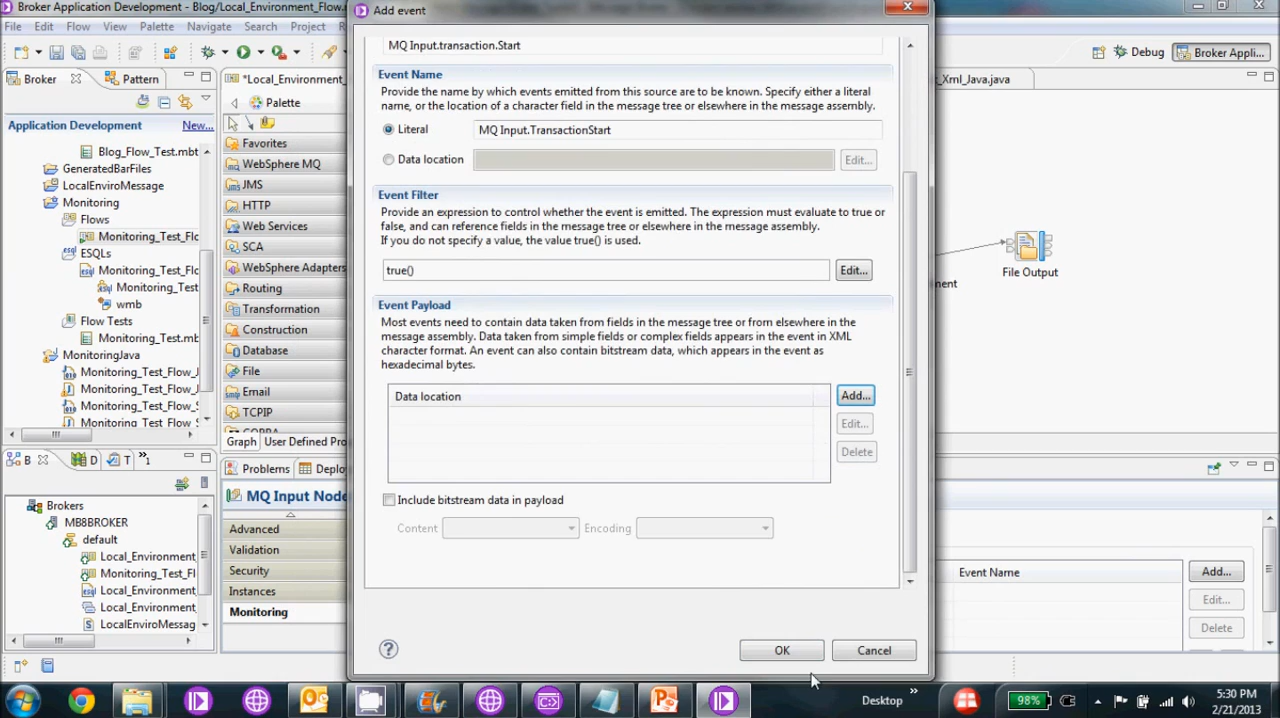 Broker Application Development - Blog/Local_Environment_Flow.m
Add event
File Edit Flow View Palette Navigate Search Project
Debug
Broker Appli...
Broker
Pattern
*Local_Environment_
_Xml_Java.java
Palette
Application Development
New...
Blog_Flow_Test.mbt
GeneratedBarFiles
LocalEnviroMessage
Monitoring
Flows
Monitoring_Test_Flo
ESQLs
Monitoring_Test_Flo
Monitoring_Test
wmb
Flow Tests
Monitoring_Test.mb
MonitoringJava
Monitoring_Test_Flow_
Monitoring_Test_Flow_J
Monitoring_Test_Flow_S
Monitoring_Test_Flow_S
Favorites
WebSphere MQ
JMS
HTTP
Web Services
SCA
WebSphere Adapters
Routing
Transformation
Construction
Database
File
Email
TCPIP
CORBA
Graph User Defined Pro
MQ Input.transaction.Start
Event Name
Provide the name by which events emitted from this source are to be known. Specify either a literal
name, or the location of a character field in the message tree or elsewhere in the message assembly.
Literal
MQ Input.TransactionStart
Data location
Edit...
Event Filter
Provide an expression to control whether the event is emitted. The expression must evaluate to true or
false, and can reference fields in the message tree or elsewhere in the message assembly.
If you do not specify a value, the value true() is used.
true()
Edit...
Event Payload
Most events need to contain data taken from fields in the message tree or from elsewhere in the
message assembly. Data taken from simple fields or complex fields appears in the event in XML
character format. An event can also contain bitstream data, which appears in the event as
hexadecimal bytes.
Data location
Add...
Edit...
Delete
Include bitstream data in payload
Content
Encoding
OK
Cancel
File Output
nent
B
D
T
»1
Brokers
MB8BROKER
default
Local_Environment
Monitoring_Test_Fl
Local_Environment
Local_Environment
LocalEnviroMessag
Problems
Deplo
MQ Input Node
Advanced
Validation
Security
Instances
Monitoring
Event Name
Add...
Edit...
Delete
Desktop
»
98%
5:30 PM
2/21/2013